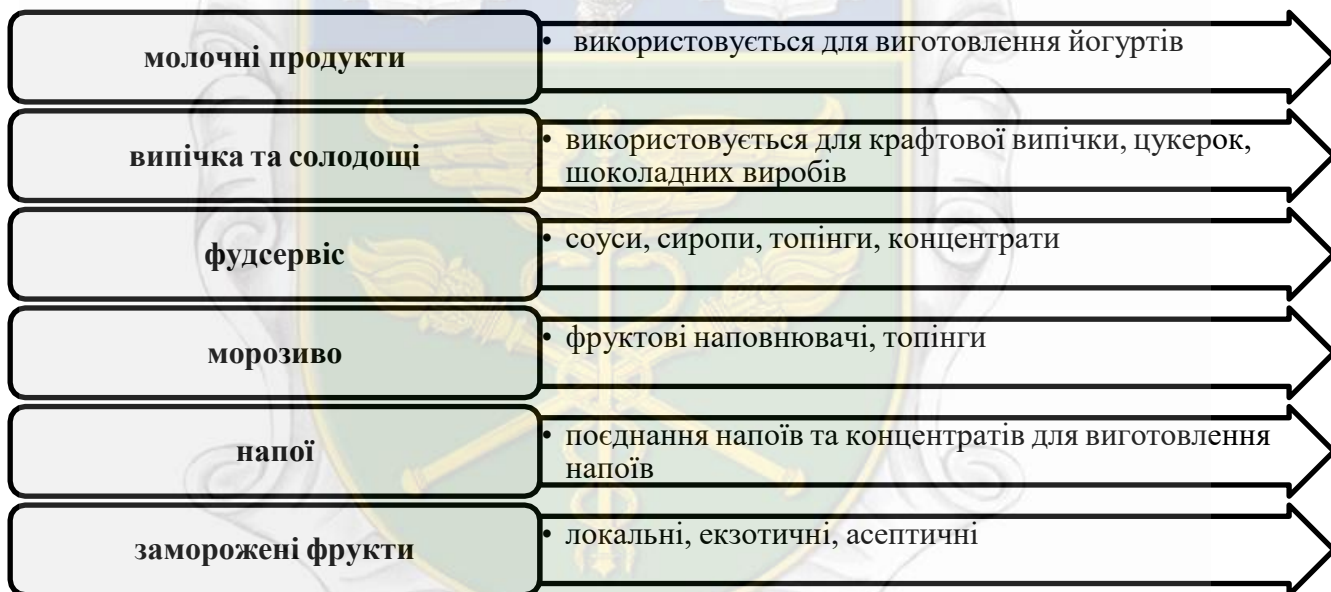 молочні продукти
• використовується для виготовлення йогуртів
випічка та солодощі
• використовується для крафтової випічки, цукерок,
шоколадних виробів
фудсервіс
• соуси, сиропи, топінги, концентрати
морозиво
• фруктові наповнювачі, топінги
напої
• поєднання напоїв та концентратів для виготовлення
напоїв
заморожені фрукти
• локальні, екзотичні, асептичні